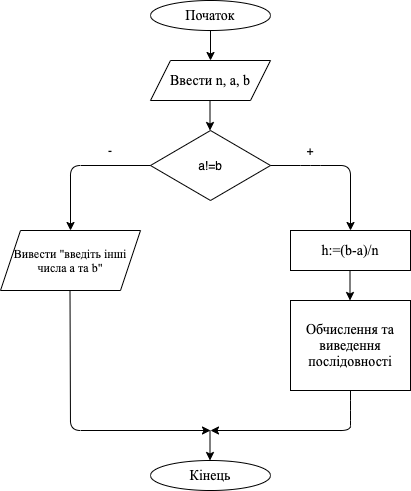 Початок
Ввести n, a, b
a!=b
-
+
Вивести "введіть інші
числа a та b"
h:=(b-a)/n
Обчислення та
виведення
послідовності
Кінець